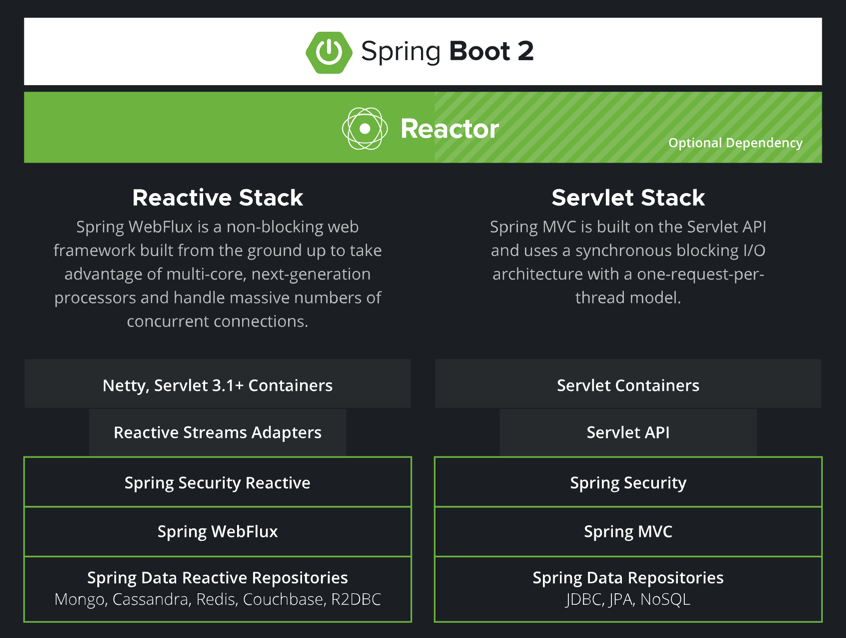 Spring Boot 2
Reactor
Optional Dependency
Reactive Stack
Spring WebFlux is a non-blocking web
framework built from the ground up to take
advantage of multi-core, next-generation
processors and handle massive numbers of
concurrent connections.
Servlet Stack
Spring MVC is built on the Servlet API
and uses a synchronous blocking I/O
architecture with a one-request-per-
thread model.
Netty, Servlet 3.1+ Containers
Reactive Streams Adapters
Spring Security Reactive
Spring WebFlux
Spring Data Reactive Repositories
Mongo, Cassandra, Redis, Couchbase, R2DBC
Servlet Containers
Servlet API
Spring Security
Spring MVC
Spring Data Repositories
JDBC, JPA, NoSQL